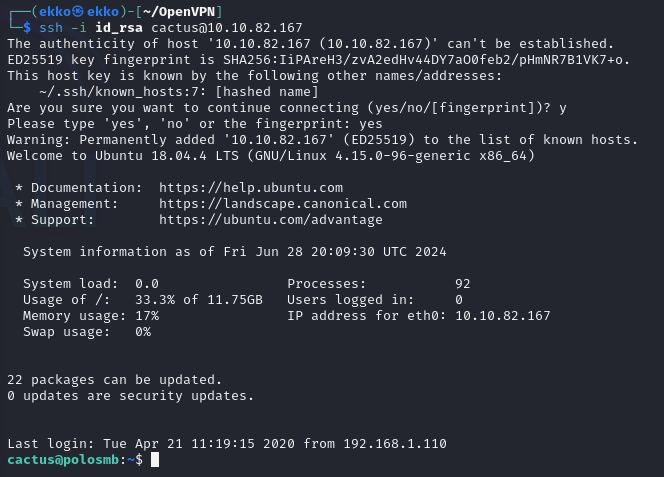 ┌──(ekko㉿ekko)-[~/OpenVPN]
└─$ ssh -i id_rsa cactus@10.10.82.167
The authenticity of host '10.10.82.167 (10.10.82.167)' can't be established.
ED25519 key fingerprint is SHA256:IiPAreH3/zvA2edHv44DY7aO0feb2/pHmNR7B1VK7+o.
This host key is known by the following other names/addresses:
    ~/.ssh/known_hosts:7: [hashed name]
Are you sure you want to continue connecting (yes/no/[fingerprint])? y
Please type 'yes', 'no' or the fingerprint: yes
Warning: Permanently added '10.10.82.167' (ED25519) to the list of known hosts.
Welcome to Ubuntu 18.04.4 LTS (GNU/Linux 4.15.0-96-generic x86_64)

 * Documentation:  https://help.ubuntu.com
 * Management:     https://landscape.canonical.com
 * Support:        https://ubuntu.com/advantage

  System information as of Fri Jun 28 20:09:30 UTC 2024

  System load:  0.0                Processes:           92
  Usage of /:   33.3% of 11.75GB   Users logged in:     0
  Memory usage: 17%                IP address for eth0: 10.10.82.167
  Swap usage:   0%

22 packages can be updated.
0 updates are security updates.

Last login: Tue Apr 21 11:19:15 2020 from 192.168.1.110
cactus@polosmb:~$